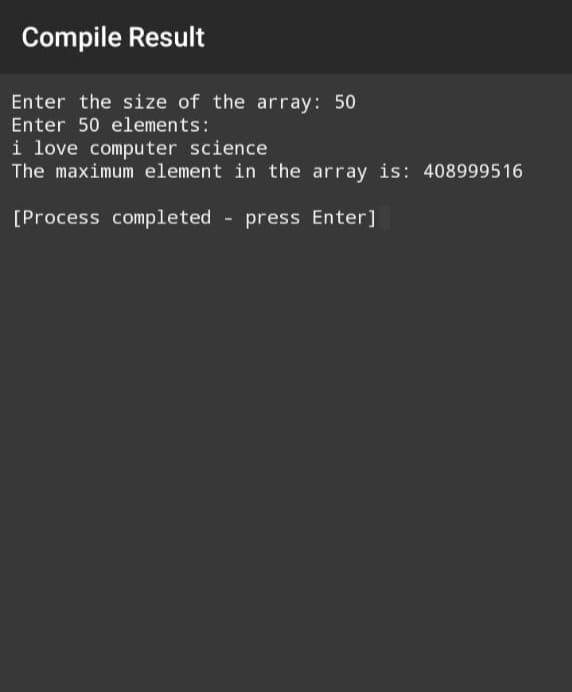 Compile Result
Enter the size of the array: 50
Enter 50 elements:
i love computer science
The maximum element in the array is: 408999516
[Process completed - press Enter]